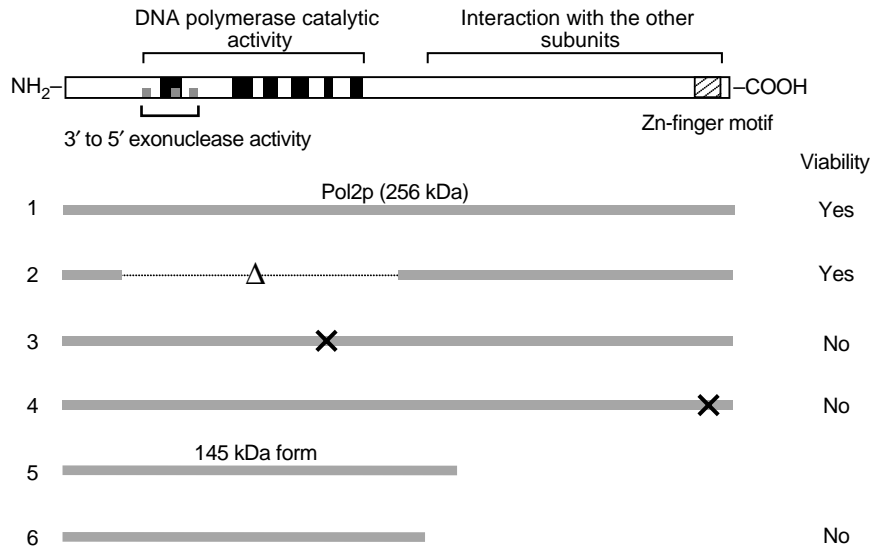 DNA polymerase catalytic
activity
Interaction with the other
subunits
NH₂–
–COOH
3′ to 5′ exonuclease activity
Zn-finger motif
Viability
1 Pol2p (256 kDa) Yes
2 Δ Yes
3 No
4 No
5 145 kDa form
6 No